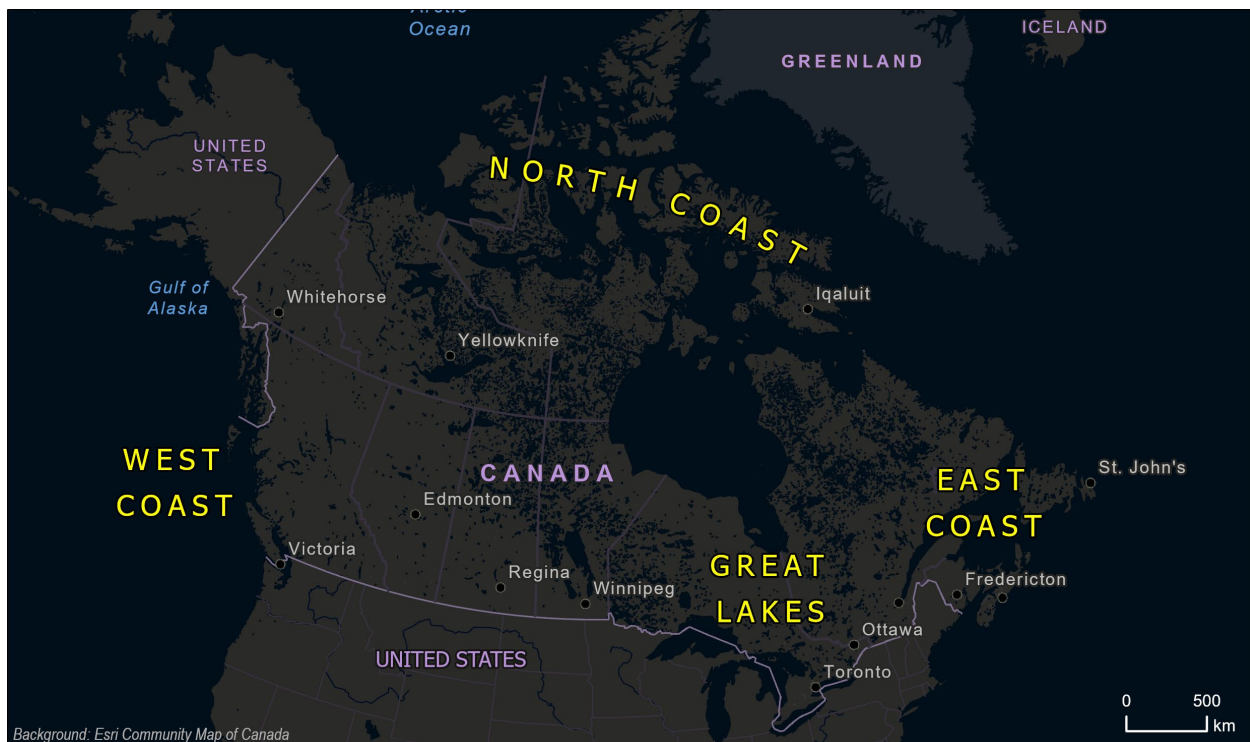 Arctic
Ocean
ICELAND
GREENLAND
UNITED
STATES
NORTH COAST
Gulf of
Alaska
Whitehorse
Iqaluit
Yellowknife
WEST
COAST
CANADA
EAST
COAST
St. John's
Edmonton
Victoria
GREAT
LAKES
Regina
Winnipeg
Fredericton
Ottawa
UNITED STATES
Toronto
0 500
km
Background: Esri Community Map of Canada